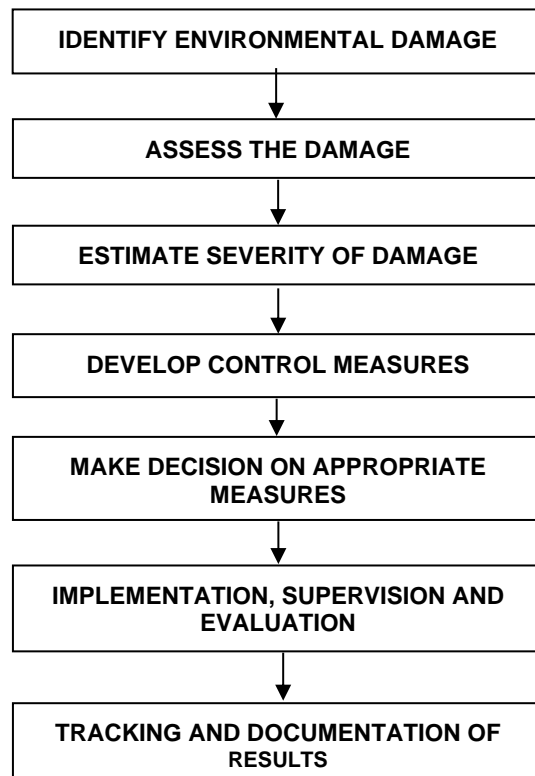 IDENTIFY ENVIRONMENTAL DAMAGE
ASSESS THE DAMAGE
ESTIMATE SEVERITY OF DAMAGE
DEVELOP CONTROL MEASURES
MAKE DECISION ON APPROPRIATE
MEASURES
IMPLEMENTATION, SUPERVISION AND
EVALUATION
TRACKING AND DOCUMENTATION OF
RESULTS